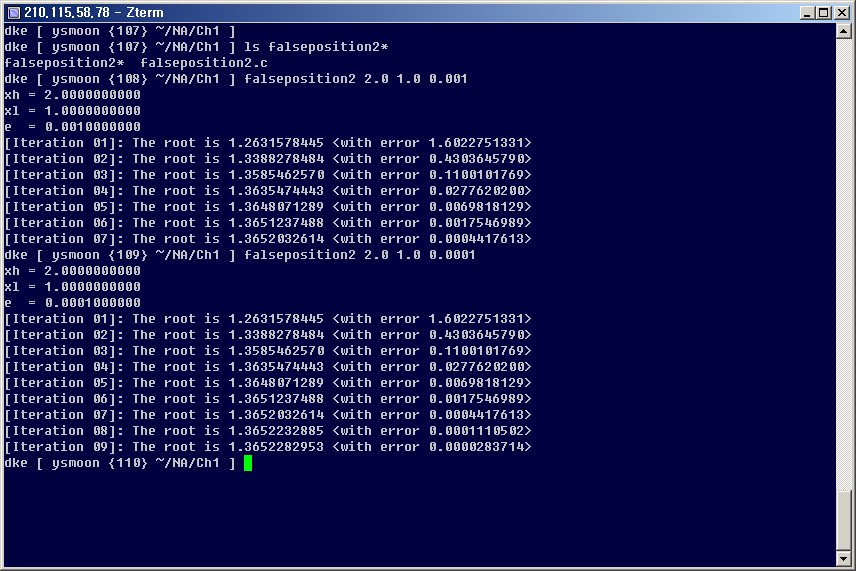 210.115.58.78 - Zterm
dke [ ysmoon {107} ~/NA/Ch1 ]
dke [ ysmoon {107} ~/NA/Ch1 ] ls falseposition2*
falseposition2*  falseposition2.c
dke [ ysmoon {108} ~/NA/Ch1 ] falseposition2 2.0 1.0 0.001
xh = 2.0000000000
xl = 1.0000000000
e  = 0.0010000000
[Iteration 01]: The root is 1.2631578445 <with error 1.6022751331>
[Iteration 02]: The root is 1.3388278484 <with error 0.4303645790>
[Iteration 03]: The root is 1.3585462570 <with error 0.1100101769>
[Iteration 04]: The root is 1.3635474443 <with error 0.0277620200>
[Iteration 05]: The root is 1.3648071289 <with error 0.0069818129>
[Iteration 06]: The root is 1.3651237488 <with error 0.0017546989>
[Iteration 07]: The root is 1.3652032614 <with error 0.0004417613>
dke [ ysmoon {109} ~/NA/Ch1 ] falseposition2 2.0 1.0 0.0001
xh = 2.0000000000
xl = 1.0000000000
e  = 0.0001000000
[Iteration 01]: The root is 1.2631578445 <with error 1.6022751331>
[Iteration 02]: The root is 1.3388278484 <with error 0.4303645790>
[Iteration 03]: The root is 1.3585462570 <with error 0.1100101769>
[Iteration 04]: The root is 1.3635474443 <with error 0.0277620200>
[Iteration 05]: The root is 1.3648071289 <with error 0.0069818129>
[Iteration 06]: The root is 1.3651237488 <with error 0.0017546989>
[Iteration 07]: The root is 1.3652032614 <with error 0.0004417613>
[Iteration 08]: The root is 1.3652232885 <with error 0.0001110502>
[Iteration 09]: The root is 1.3652282953 <with error 0.0000283714>
dke [ ysmoon {110} ~/NA/Ch1 ]